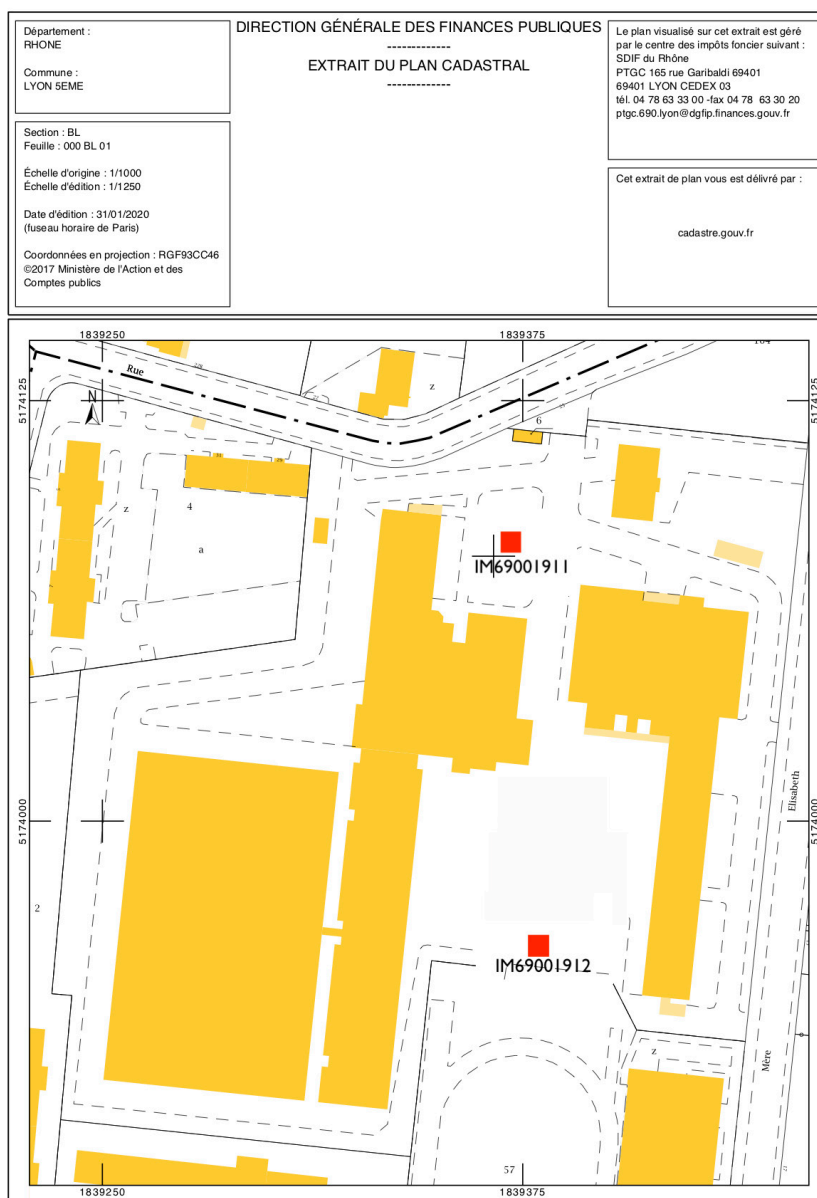 Département :
RHONE
Commune :
LYON 5EME
DIRECTION GÉNÉRALE DES FINANCES PUBLIQUES
-------------
EXTRAIT DU PLAN CADASTRAL
-------------
Le plan visualisé sur cet extrait est géré
par le centre des impôts foncier suivant :
SDIF du Rhône
PTGC 165 rue Garibaldi 69401
69401 LYON CEDEX 03
tél. 04 78 63 33 00 -fax 04 78 63 30 20
ptgc.690.lyon@dgfip.finances.gouv.fr
Section : BL
Feuille : 000 BL 01
Échelle d'origine : 1/1000
Échelle d'édition : 1/1250
Date d'édition : 31/01/2020
(fuseau horaire de Paris)
Coordonnées en projection : RGF93CC46
©2017 Ministère de l'Action et des
Comptes publics
Cet extrait de plan vous est délivré par :
cadastre.gouv.fr
1839250
1839375
Rue
z
N
5174125
5174125
6
z
4
a
IM69001911
Elisabeth
5174000
5174000
2
IM69001912
z
Mère
57
1839250
1839375